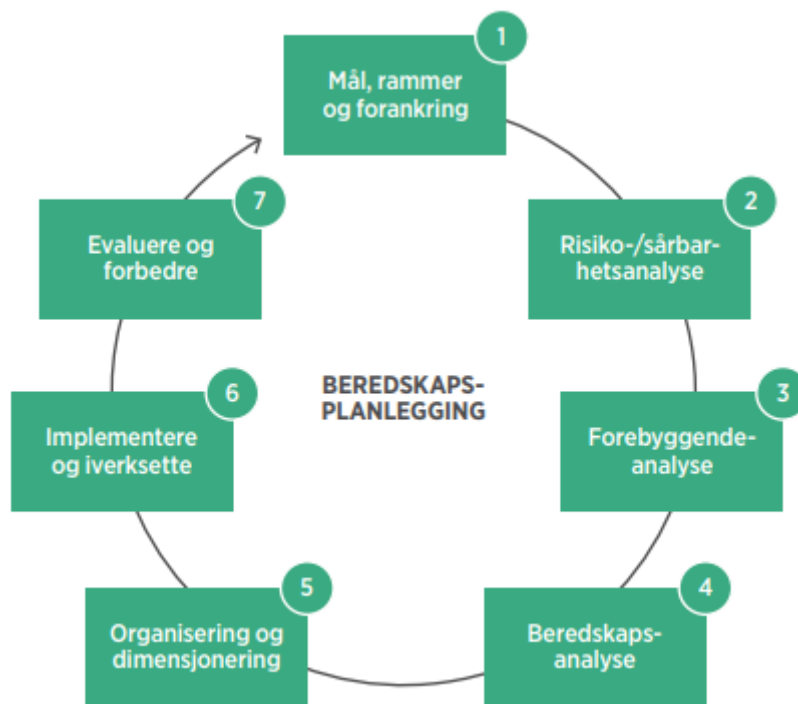 1
Mål, rammer
og forankring
2
Risiko-/sårbar-
hetsanalyse
3
Forebyggende-
analyse
4
Beredskaps-
analyse
5
Organisering og
dimensjonering
6
Implementere
og iverksette
7
Evaluere og
forbedre
BEREDSKAPS-
PLANLEGGING